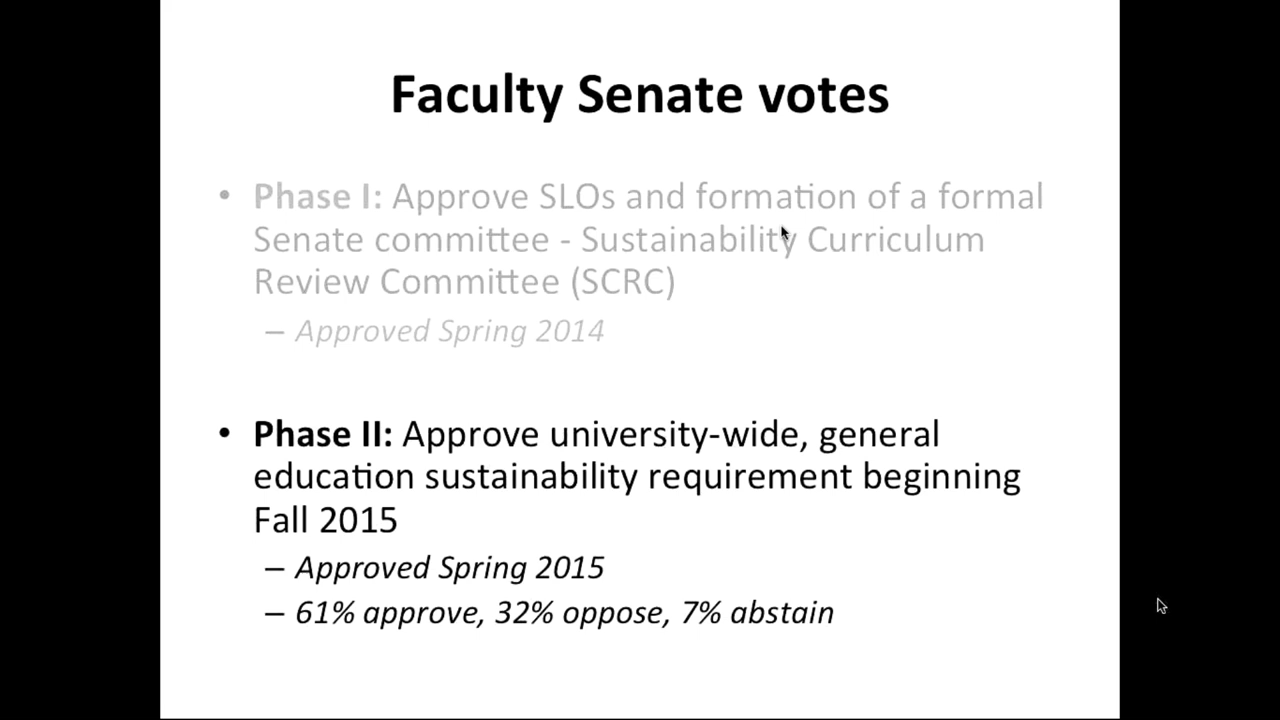 Faculty Senate votes
• Phase I: Approve SLOs and formation of a formal
Senate committee - Sustainability Curriculum
Review Committee (SCRC)
– Approved Spring 2014
• Phase II: Approve university-wide, general
education sustainability requirement beginning
Fall 2015
– Approved Spring 2015
– 61% approve, 32% oppose, 7% abstain